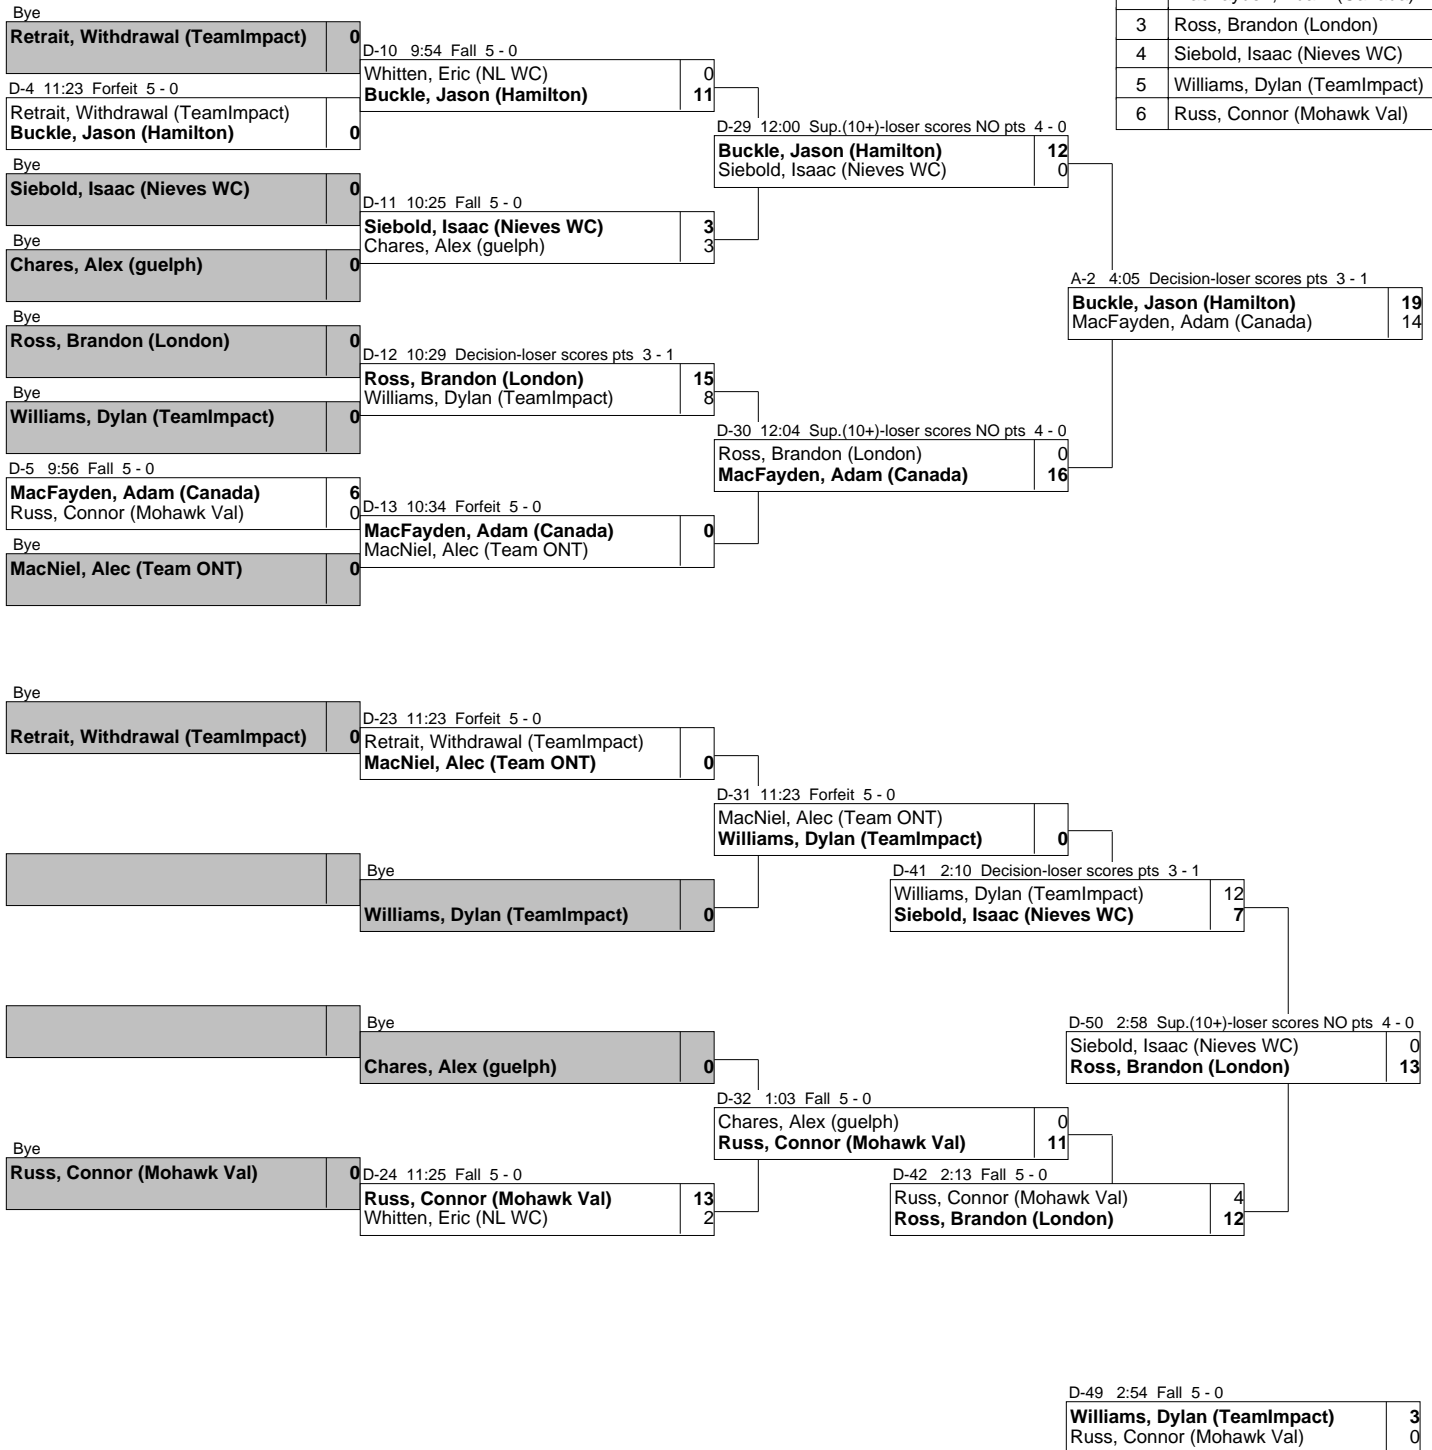 3 Ross, Brandon (London)
4 Siebold, Isaac (Nieves WC)
5 Williams, Dylan (TeamImpact)
6 Russ, Connor (Mohawk Val)
Bye
Retrait, Withdrawal (TeamImpact) 0
D-4 11:23 Forfeit 5 - 0
Retrait, Withdrawal (TeamImpact)
Buckle, Jason (Hamilton) 0
Bye
Siebold, Isaac (Nieves WC) 0
Bye
Chares, Alex (guelph) 0
Bye
Ross, Brandon (London) 0
Bye
Williams, Dylan (TeamImpact) 0
D-5 9:56 Fall 5 - 0
MacFayden, Adam (Canada) 6
Russ, Connor (Mohawk Val) 0
Bye
MacNiel, Alec (Team ONT) 0
D-10 9:54 Fall 5 - 0
Whitten, Eric (NL WC) 0
Buckle, Jason (Hamilton) 11
D-11 10:25 Fall 5 - 0
Siebold, Isaac (Nieves WC) 3
Chares, Alex (guelph) 3
D-12 10:29 Decision-loser scores pts 3 - 1
Ross, Brandon (London) 15
Williams, Dylan (TeamImpact) 8
D-13 10:34 Forfeit 5 - 0
MacFayden, Adam (Canada) 0
MacNiel, Alec (Team ONT)
D-29 12:00 Sup.(10+)-loser scores NO pts 4 - 0
Buckle, Jason (Hamilton) 12
Siebold, Isaac (Nieves WC) 0
D-30 12:04 Sup.(10+)-loser scores NO pts 4 - 0
Ross, Brandon (London) 0
MacFayden, Adam (Canada) 16
A-2 4:05 Decision-loser scores pts 3 - 1
Buckle, Jason (Hamilton) 19
MacFayden, Adam (Canada) 14
Bye
Retrait, Withdrawal (TeamImpact) 0
Bye
Russ, Connor (Mohawk Val) 0
D-23 11:23 Forfeit 5 - 0
Retrait, Withdrawal (TeamImpact)
MacNiel, Alec (Team ONT) 0
Bye
Williams, Dylan (TeamImpact) 0
Bye
Chares, Alex (guelph) 0
D-24 11:25 Fall 5 - 0
Russ, Connor (Mohawk Val) 13
Whitten, Eric (NL WC) 2
D-31 11:23 Forfeit 5 - 0
MacNiel, Alec (Team ONT)
Williams, Dylan (TeamImpact) 0
D-32 1:03 Fall 5 - 0
Chares, Alex (guelph) 0
Russ, Connor (Mohawk Val) 11
D-41 2:10 Decision-loser scores pts 3 - 1
Williams, Dylan (TeamImpact) 12
Siebold, Isaac (Nieves WC) 7
D-42 2:13 Fall 5 - 0
Russ, Connor (Mohawk Val) 4
Ross, Brandon (London) 12
D-50 2:58 Sup.(10+)-loser scores NO pts 4 - 0
Siebold, Isaac (Nieves WC) 0
Ross, Brandon (London) 13
D-49 2:54 Fall 5 - 0
Williams, Dylan (TeamImpact) 3
Russ, Connor (Mohawk Val) 0